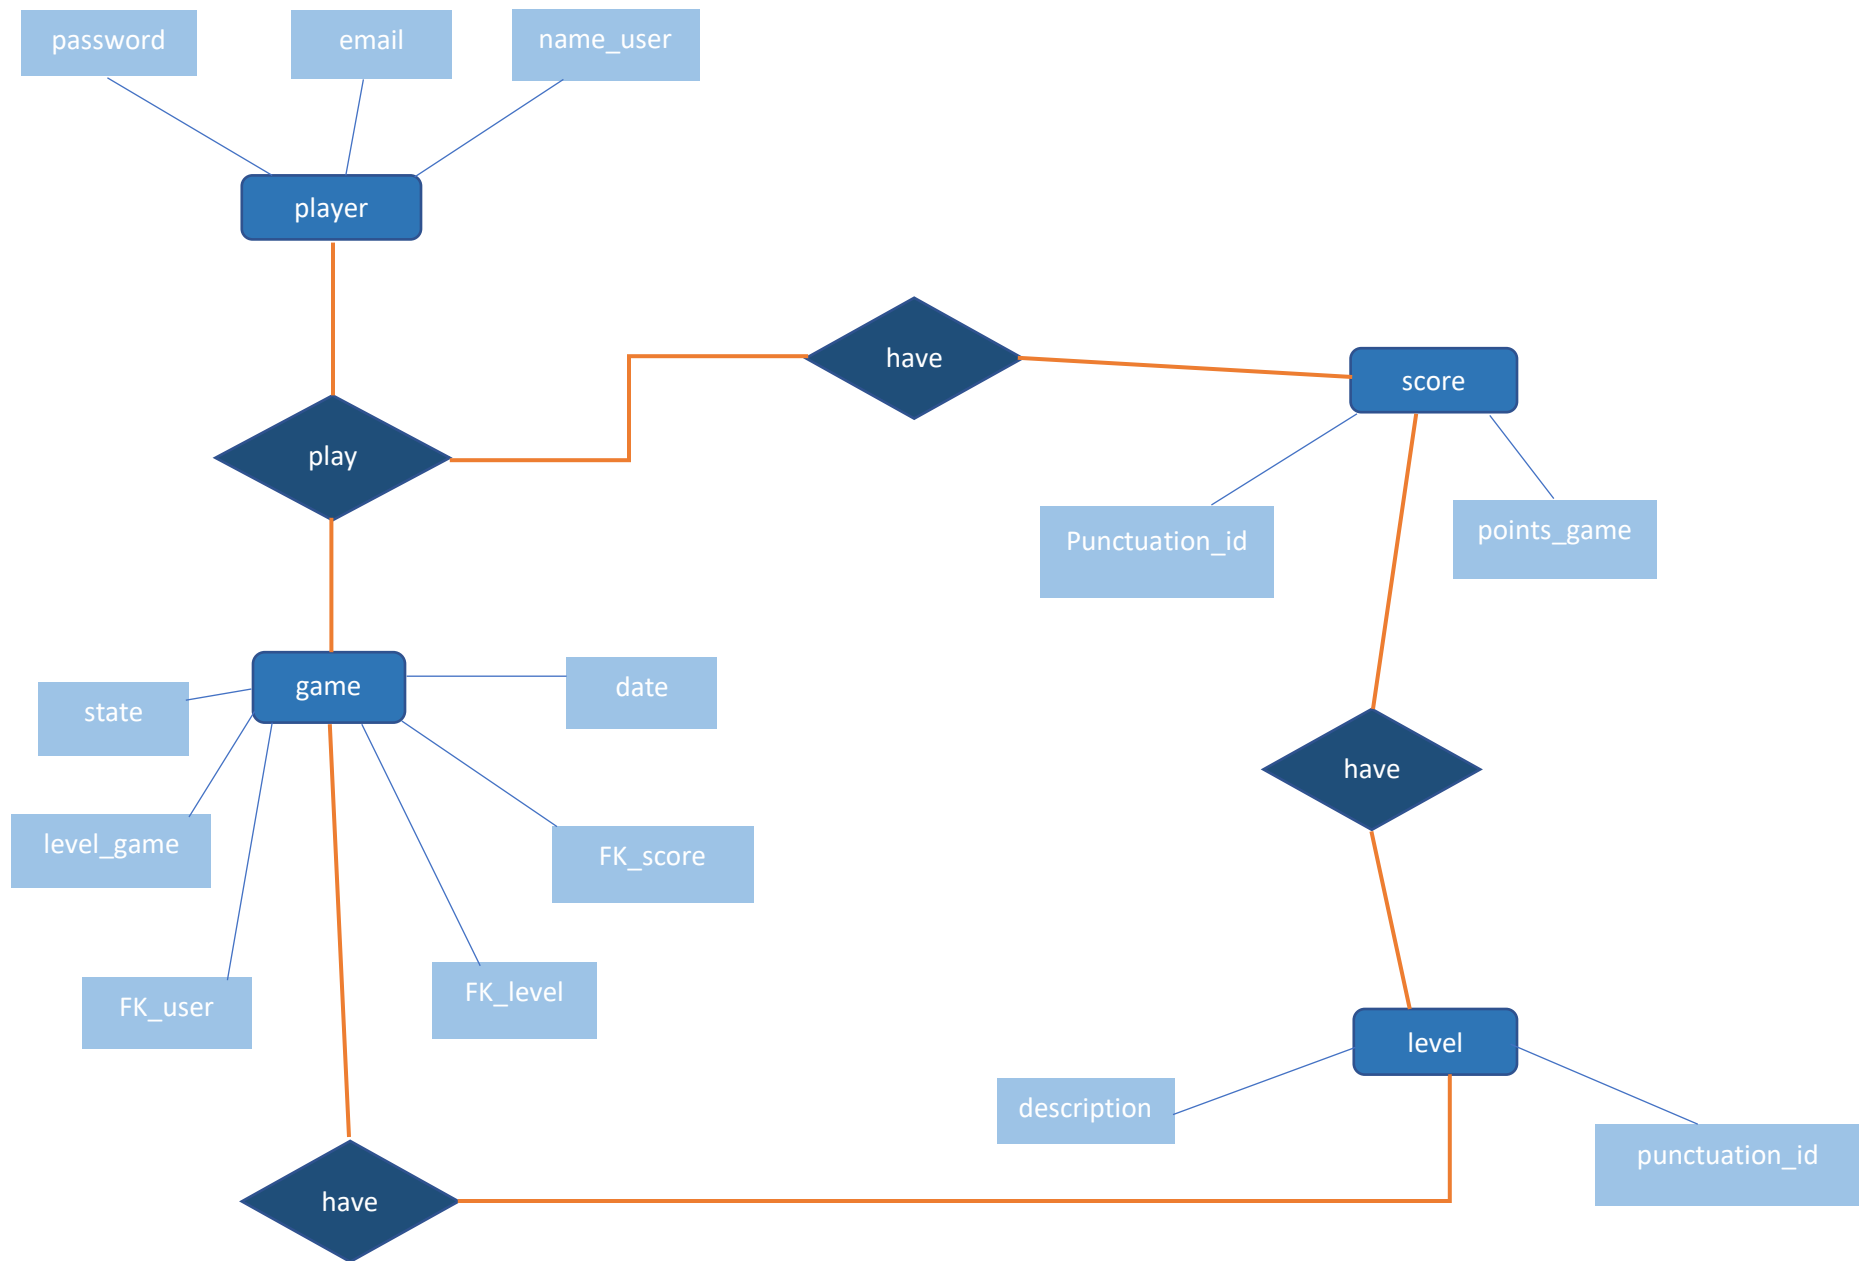 password
email
name_user
player
have
score
play
Punctuation_id
points_game
game
date
state
have
level_game
FK_score
FK_user
FK_level
level
description
punctuation_id
have